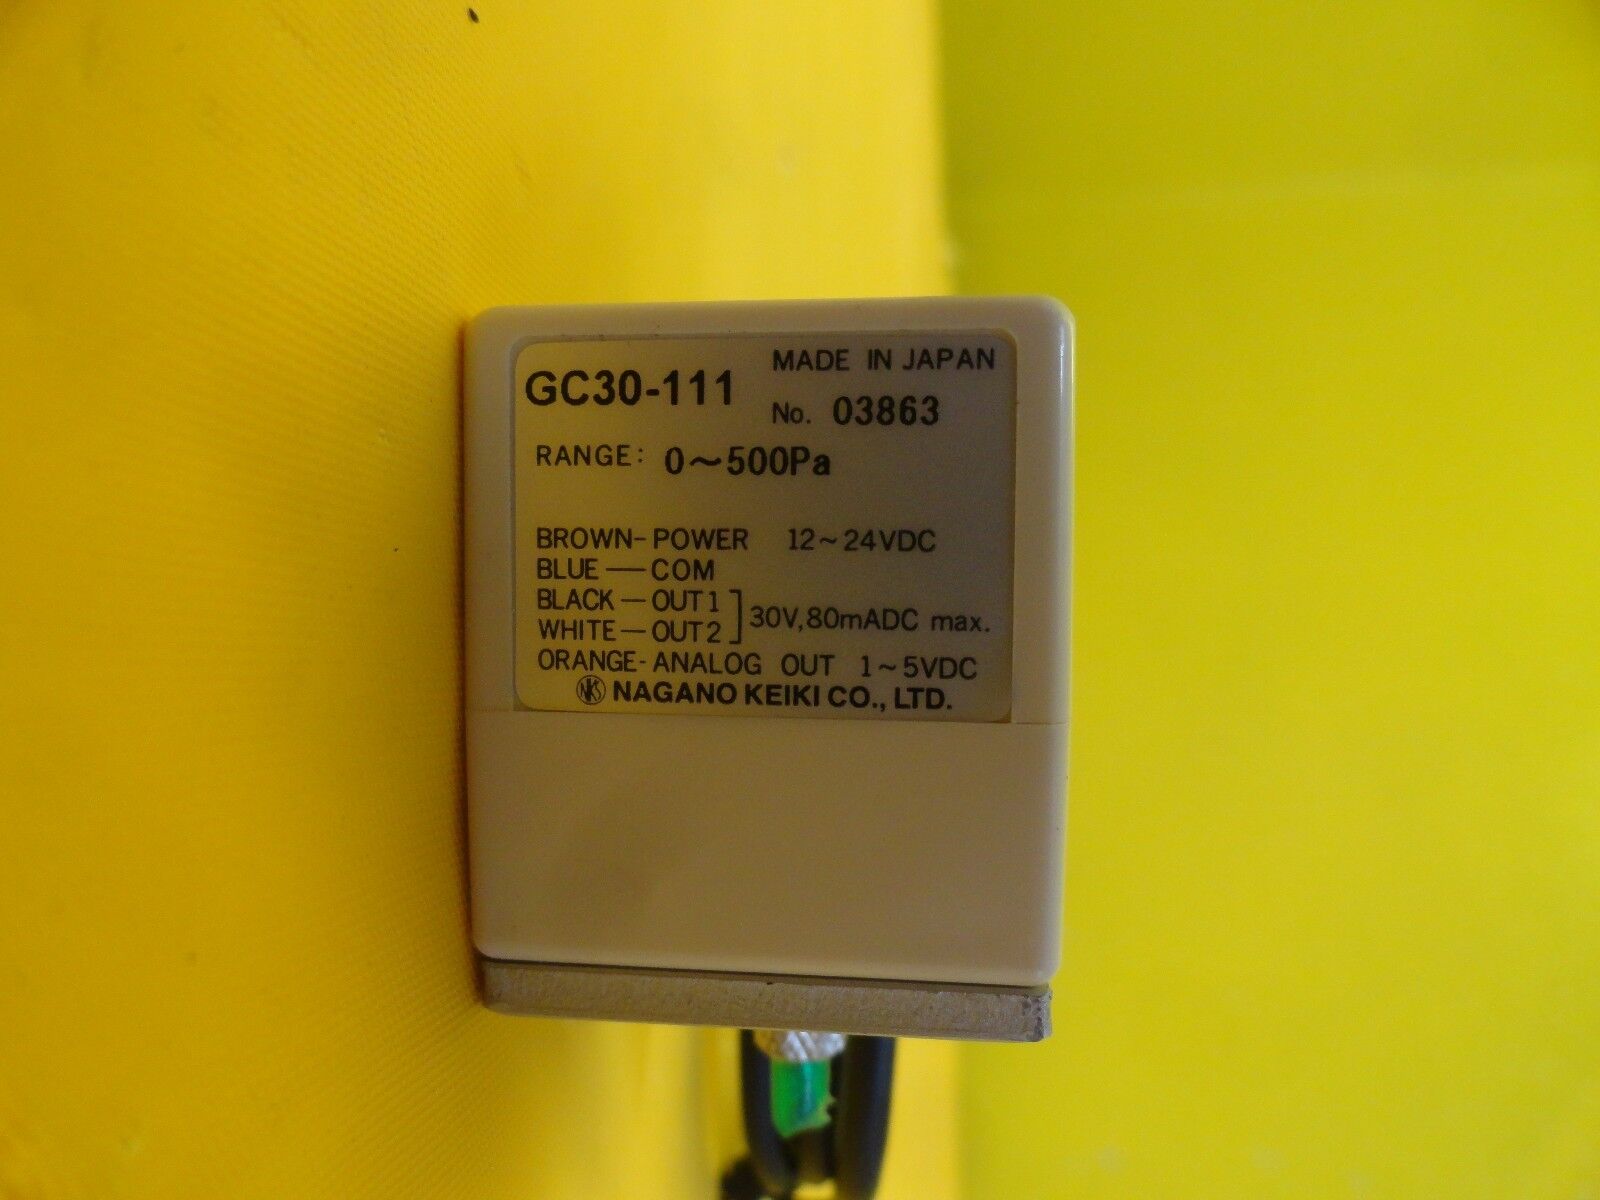 MADE IN JAPAN
GC30-111
No. 03863
RANGE: 0~500Pa
BROWN-POWER 12~24VDC
BLUE—COM
BLACK—OUT1
30V,80mADC max.
WHITE—OUT2
ORANGE-ANALOG OUT 1~5VDC
NKS NAGANO KEIKI CO., LTD.